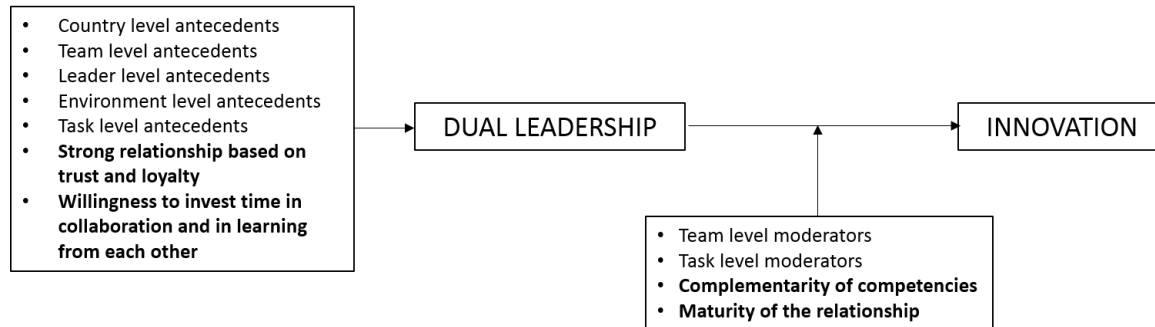 • Country level antecedents
• Team level antecedents
• Leader level antecedents
• Environment level antecedents
• Task level antecedents
• Strong relationship based on
trust and loyalty
• Willingness to invest time in
collaboration and in learning
from each other
DUAL LEADERSHIP
INNOVATION
• Team level moderators
• Task level moderators
• Complementarity of competencies
• Maturity of the relationship